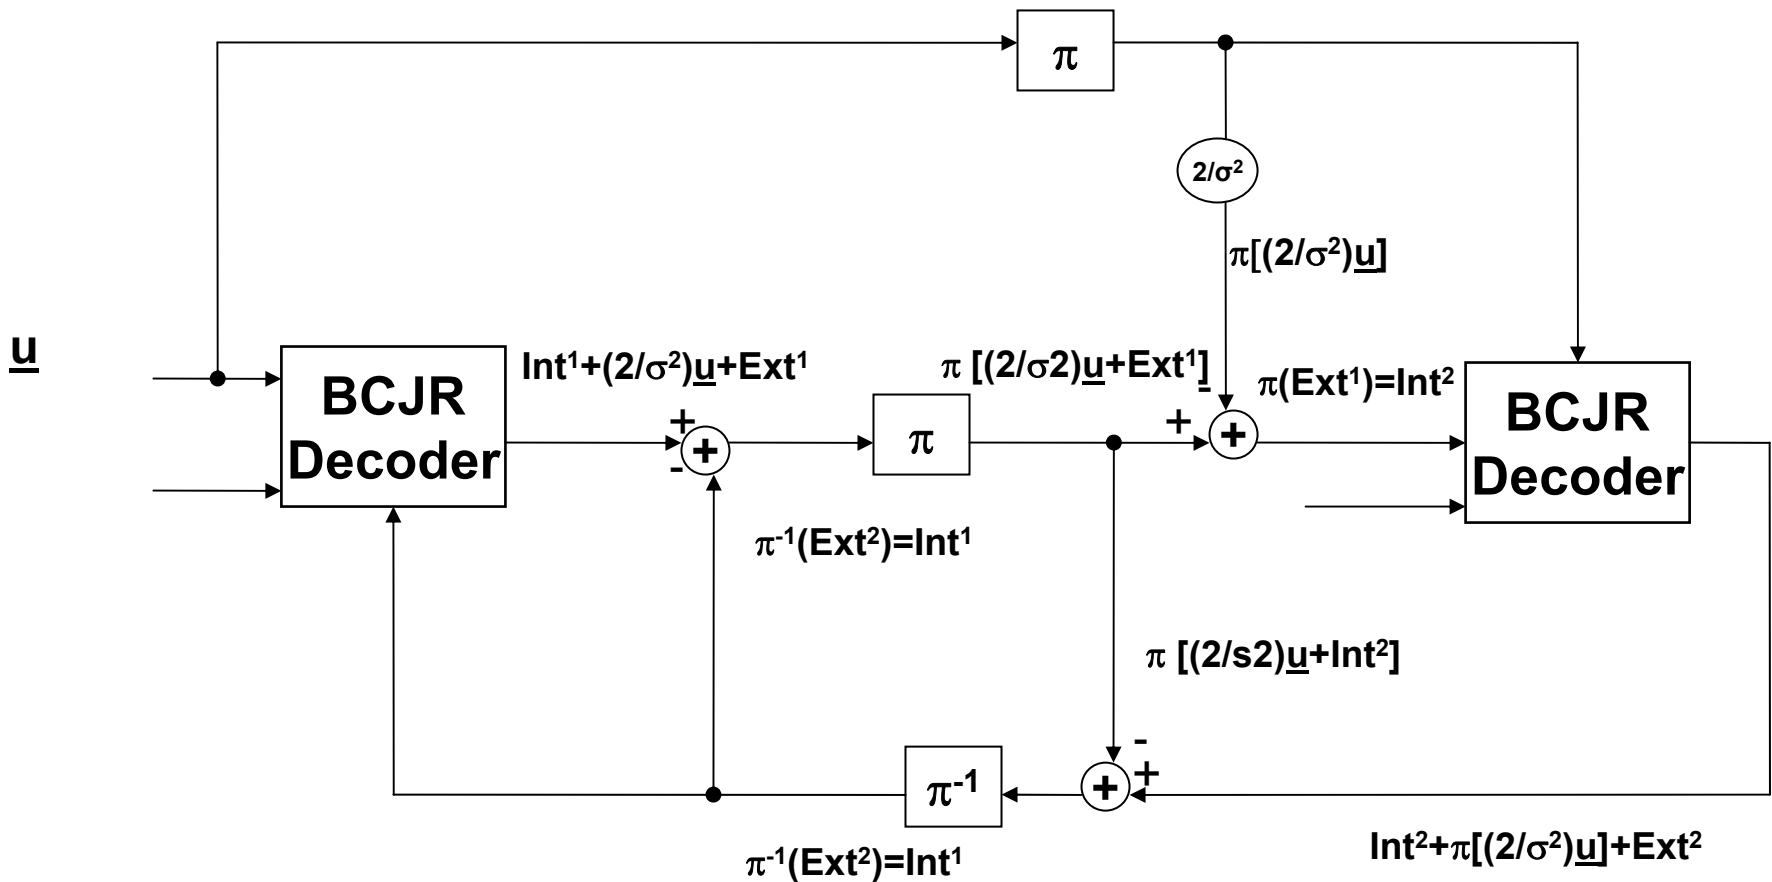 π
2/σ²
π[(2/σ²)u]
u
Int¹+(2/σ²)u+Ext¹
π [(2/σ2)u+Ext¹]
-
π(Ext¹)=Int²
BCJR
Decoder
+
-
+
π
+
+
BCJR
Decoder
π⁻¹(Ext²)=Int¹
π [(2/s2)u+Int²]
-
+
+
π⁻¹
π⁻¹(Ext²)=Int¹
Int²+π[(2/σ²)u]+Ext²